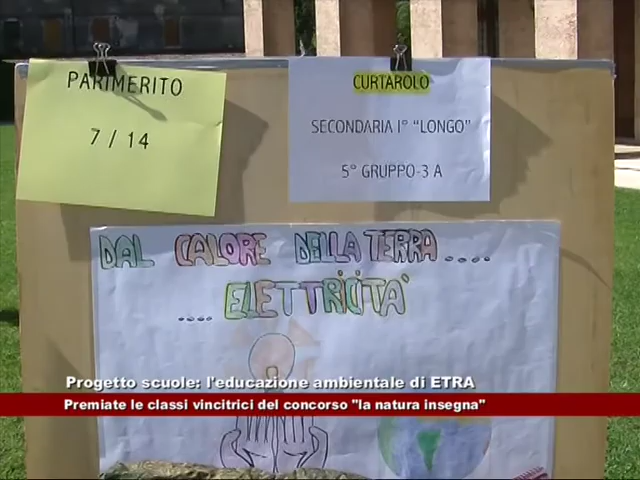 PARIMERITO
7 / 14
CURTAROLO
SECONDARIA I° "LONGO"
5° GRUPPO-3 A
DAL CALORE DELLA TERRA....
....ELETTRICITA'
Progetto scuole: l'educazione ambientale di ETRA
Premiate le classi vincitrici del concorso "la natura insegna"